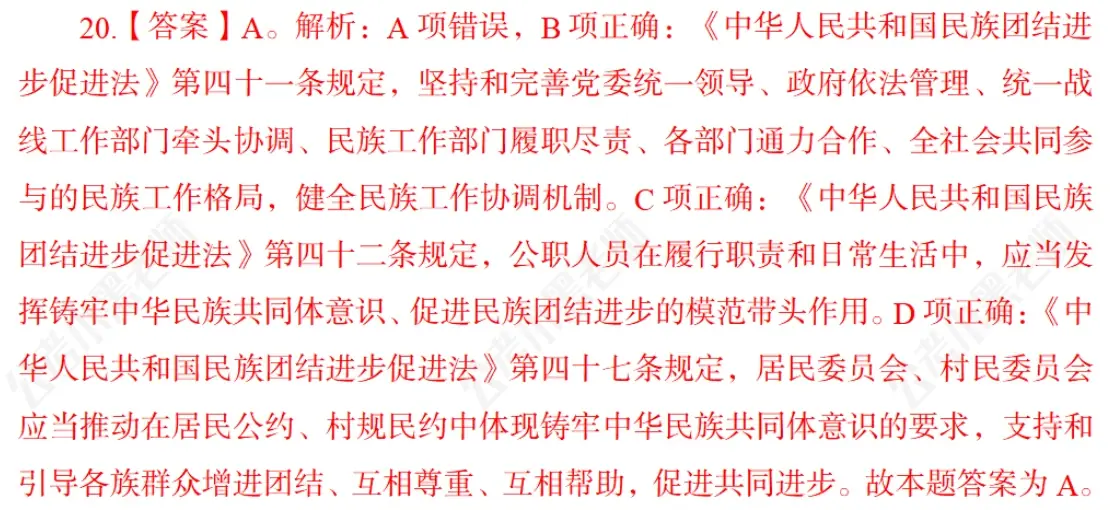 20.【答案】A。解析：A 项错误，B 项正确：《中华人民共和国民族团结进
步促进法》第四十一条规定，坚持和完善党委统一领导、政府依法管理、统一战
线工作部门牵头协调、民族工作部门履职尽责、各部门通力合作、全社会共同参
与的民族工作格局，健全民族工作协调机制。C 项正确：《中华人民共和国民族
团结进步促进法》第四十二条规定，公职人员在履行职责和日常生活中，应当发
挥铸牢中华民族共同体意识、促进民族团结进步的模范带头作用。D 项正确：《中
华人民共和国民族团结进步促进法》第四十七条规定，居民委员会、村民委员会
应当推动在居民公约、村规民约中体现铸牢中华民族共同体意识的要求，支持和
引导各族群众增进团结、互相尊重、互相帮助，促进共同进步。故本题答案为 A。